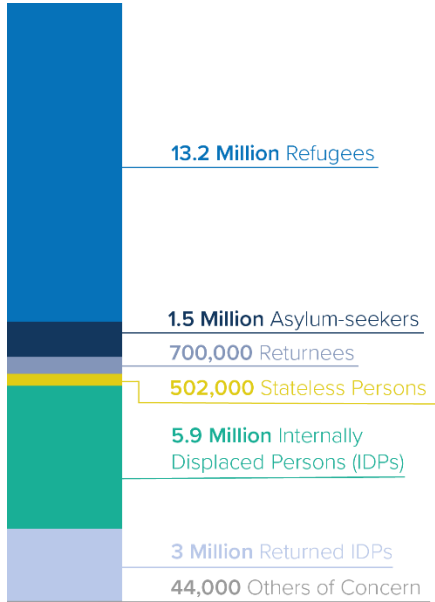 13.2 Million Refugees
1.5 Million Asylum-seekers
700,000 Returnees
502,000 Stateless Persons
5.9 Million Internally
Displaced Persons (IDPs)
3 Million Returned IDPs
44,000 Others of Concern